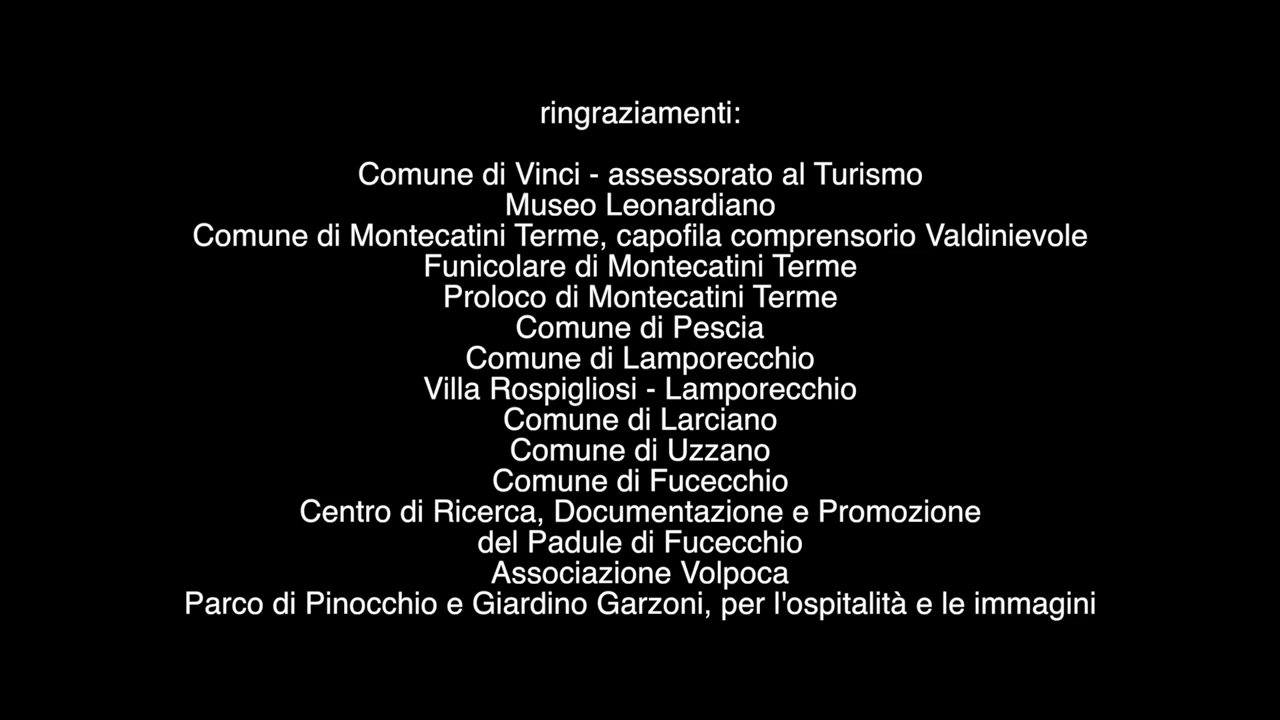 ringraziamenti:
Comune di Vinci - assessorato al Turismo
Museo Leonardiano
Comune di Montecatini Terme, capofila comprensorio Valdinievole
Funicolare di Montecatini Terme
Proloco di Montecatini Terme
Comune di Pescia
Comune di Lamporecchio
Villa Rospigliosi - Lamporecchio
Comune di Larciano
Comune di Uzzano
Comune di Fucecchio
Centro di Ricerca, Documentazione e Promozione
del Padule di Fucecchio
Associazione Volpoca
Parco di Pinocchio e Giardino Garzoni, per l'ospitalità e le immagini